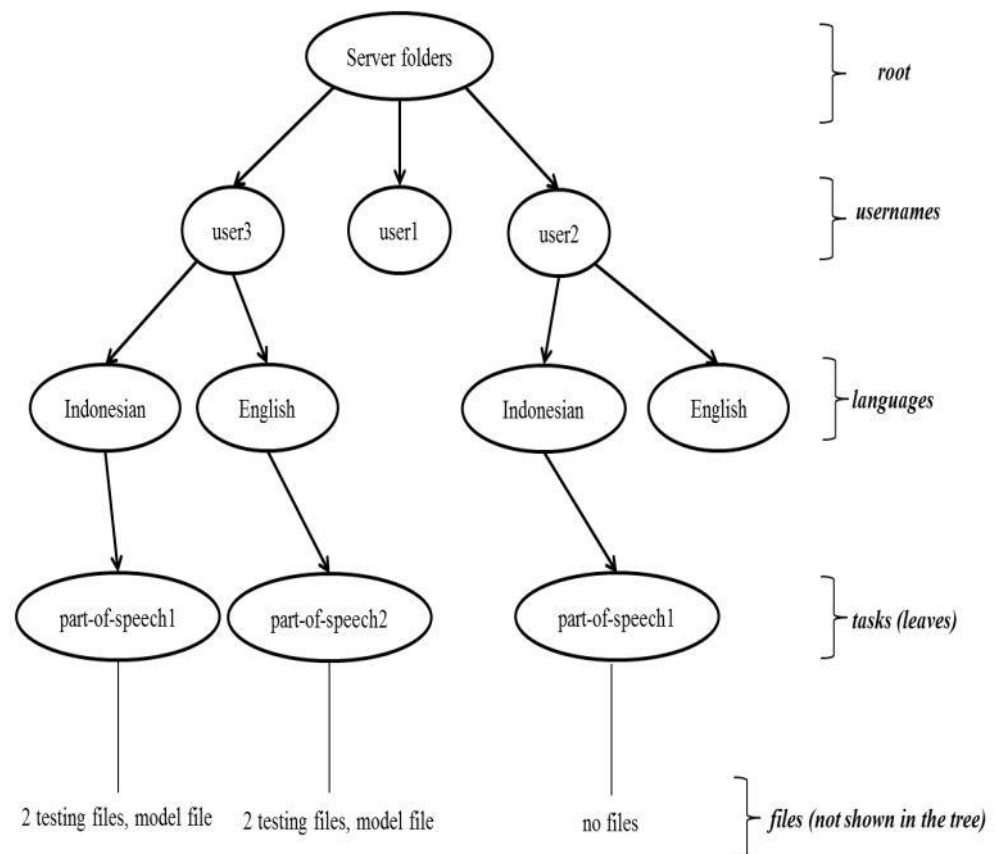 Server folders
root
user3
user1
user2
usernames
Indonesian
English
Indonesian
English
languages
part-of-speech1
part-of-speech2
part-of-speech1
tasks (leaves)
2 testing files, model file
2 testing files, model file
no files
files (not shown in the tree)